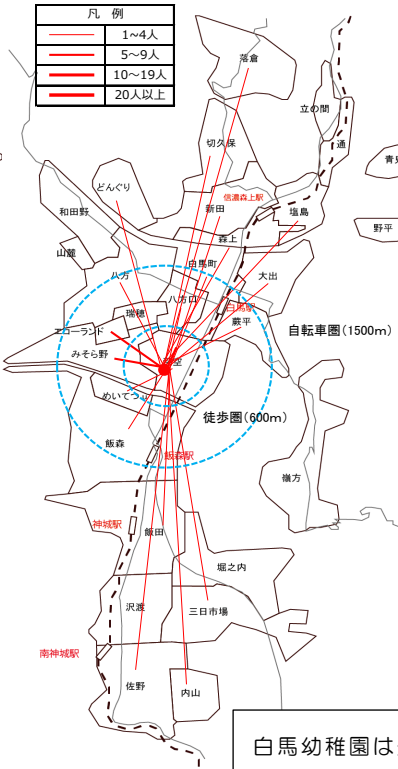 凡 例
1~4人
5～9人
10～19人
20人以上
落倉
立の間
切久保
通
どんぐり
信濃森上駅
和田野
新田
塩島
野平
森上
山麓
白馬町
八方
大出
八方口
瑞穂
白馬駅
エコーランド
蕨平
自転車圏(1500m)
みそら野
めいてつ
徒歩圏(600m)
飯森
飯森駅
嶺方
神城駅
飯田
堀之内
沢渡
三日市場
南神城駅
佐野
内山
白馬幼稚園は